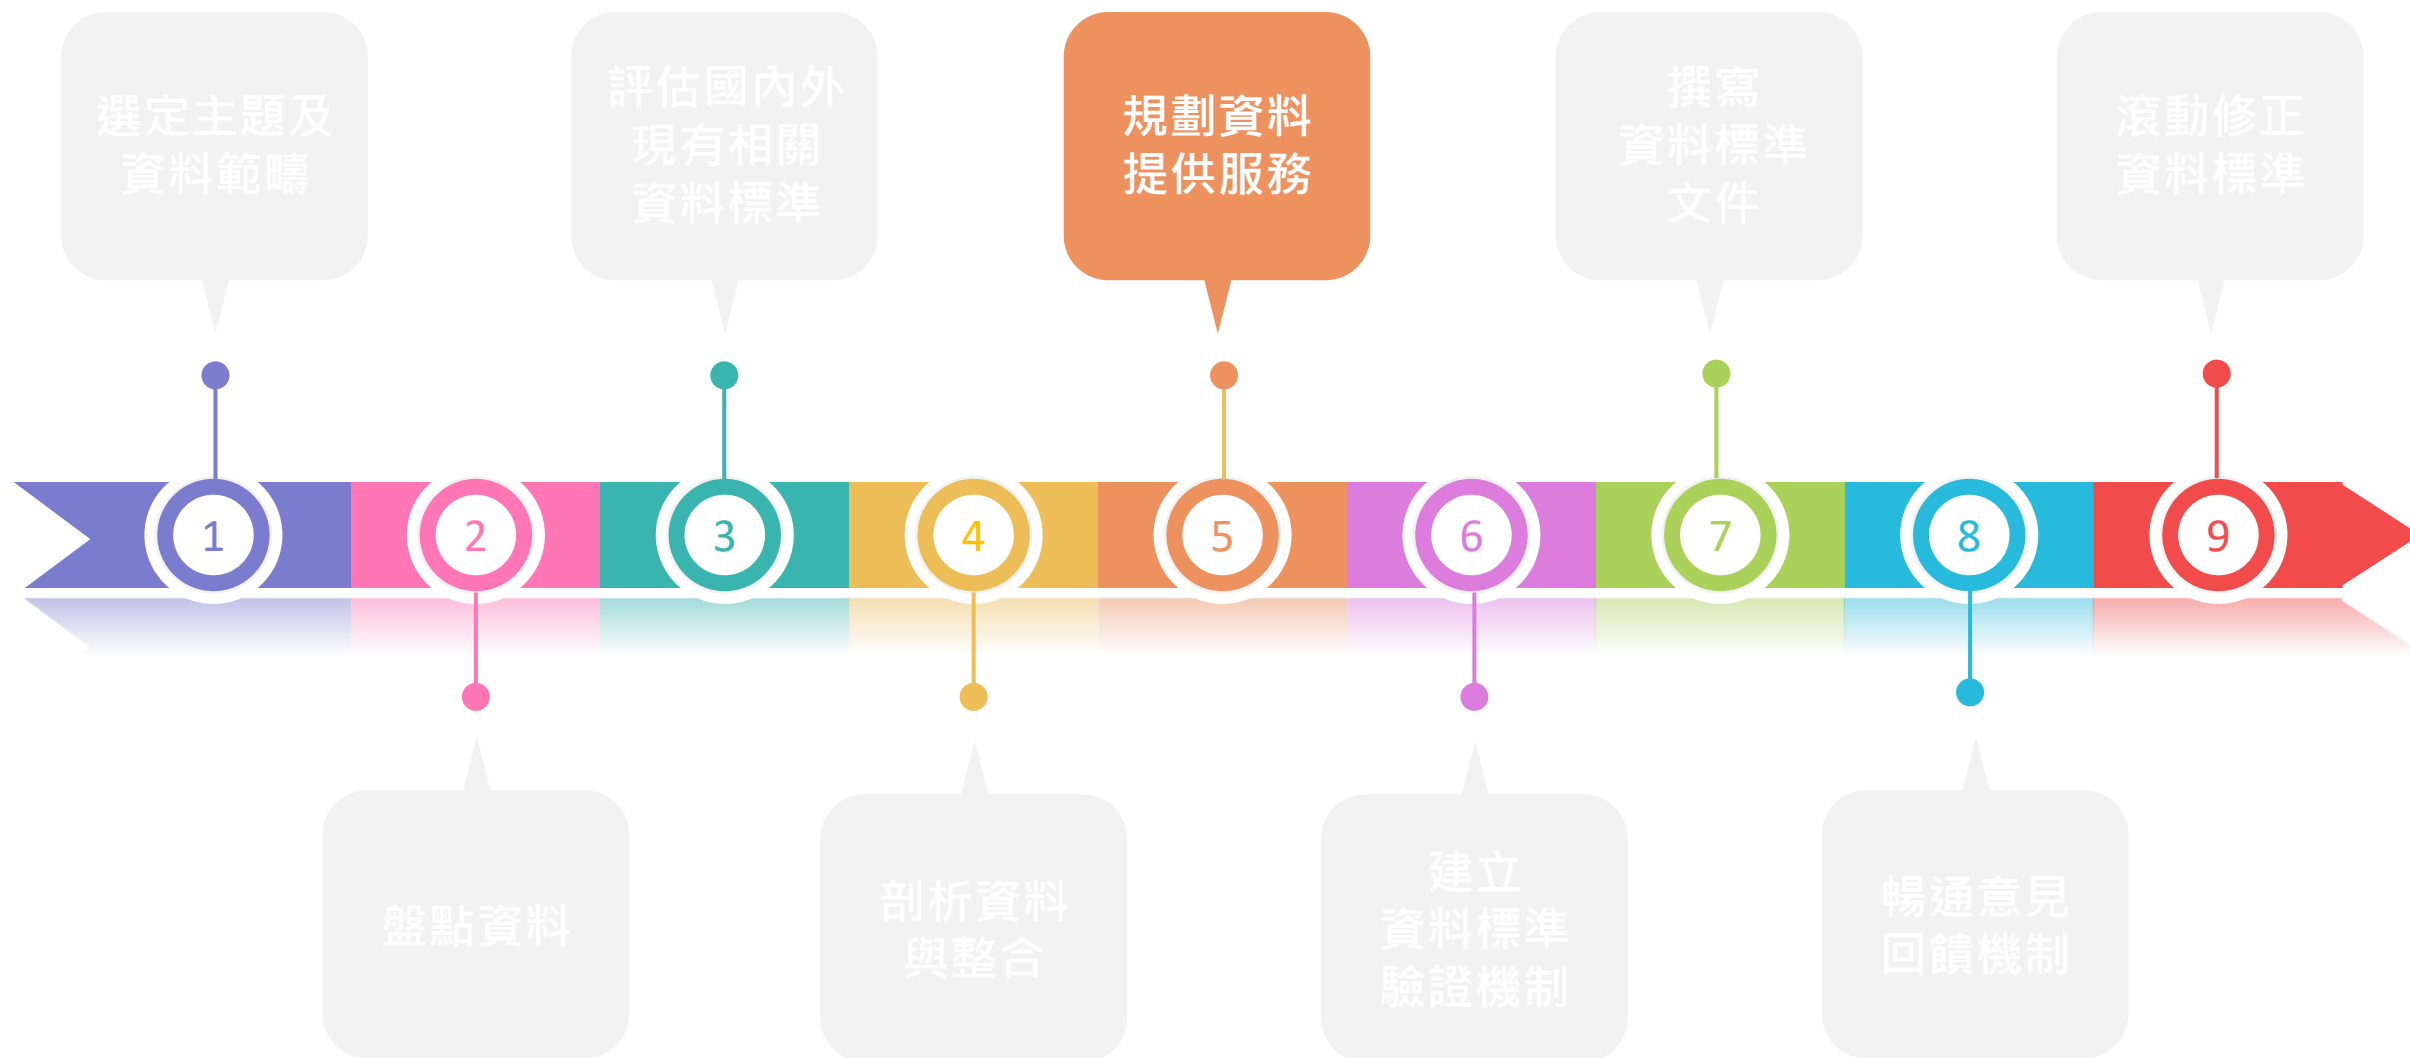 選定主題及
資料範疇
評估國內外
現有相關
資料標準
規劃資料
提供服務
撰寫
資料標準
文件
滾動修正
資料標準
1
2
3
4
5
6
7
8
9
盤點資料
剖析資料
與整合
建立
資料標準
驗證機制
暢通意見
回饋機制